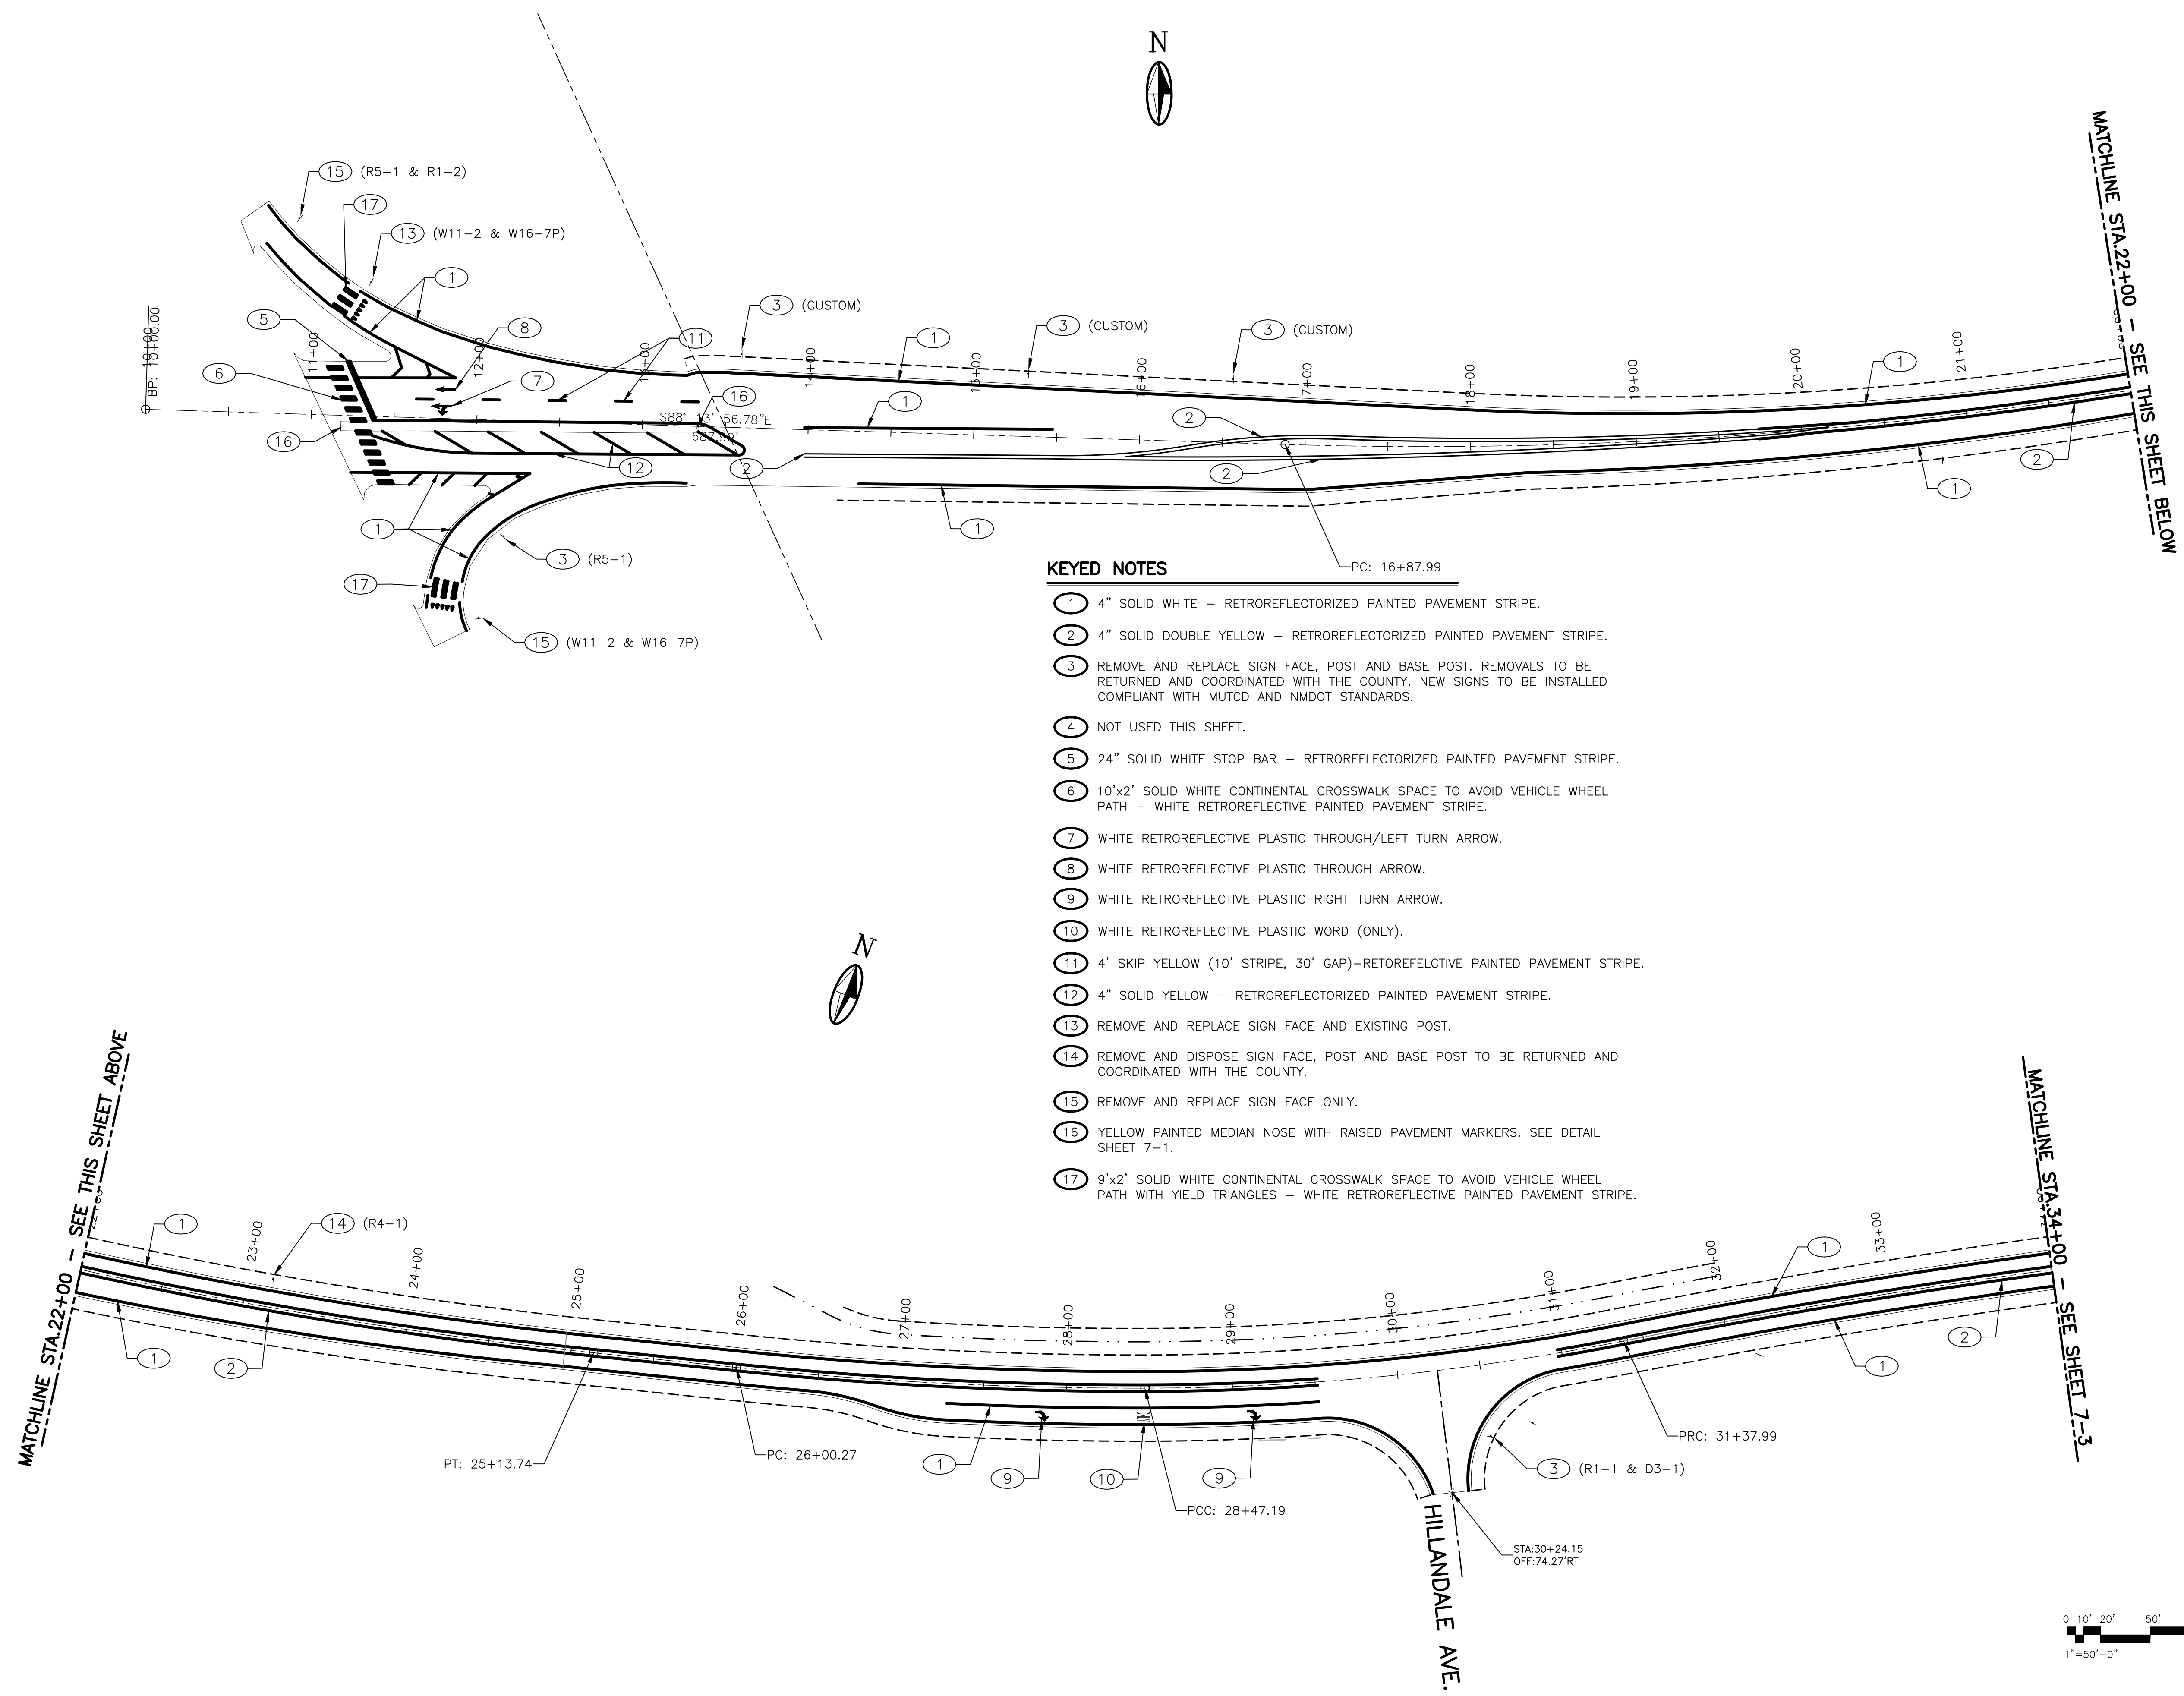 N
MATCHLINE STA.22+00 - SEE THIS SHEET BELOW
15 (R5-1 & R1-2)
17
13 (W11-2 & W16-7P)
1
5
8
3 (CUSTOM)
3 (CUSTOM)
3 (CUSTOM)
11
1
6
7
16
1
2
1
10+00
BP: 10+00.00
11+00
12+00
13+00
14+00
15+00
16+00
17+00
18+00
19+00
20+00
21+00
S88° 13' 56.78"E
687.99'
16
12
2
2
2
1
1
1
3 (R5-1)
17
15 (W11-2 & W16-7P)
PC: 16+87.99
KEYED NOTES
1 4" SOLID WHITE - RETROREFLECTORIZED PAINTED PAVEMENT STRIPE.
2 4" SOLID DOUBLE YELLOW - RETROREFLECTORIZED PAINTED PAVEMENT STRIPE.
3 REMOVE AND REPLACE SIGN FACE, POST AND BASE POST. REMOVALS TO BE
RETURNED AND COORDINATED WITH THE COUNTY. NEW SIGNS TO BE INSTALLED
COMPLIANT WITH MUTCD AND NMDOT STANDARDS.
4 NOT USED THIS SHEET.
5 24" SOLID WHITE STOP BAR - RETROREFLECTORIZED PAINTED PAVEMENT STRIPE.
6 10'x2' SOLID WHITE CONTINENTAL CROSSWALK SPACE TO AVOID VEHICLE WHEEL
PATH - WHITE RETROREFLECTIVE PAINTED PAVEMENT STRIPE.
7 WHITE RETROREFLECTIVE PLASTIC THROUGH/LEFT TURN ARROW.
8 WHITE RETROREFLECTIVE PLASTIC THROUGH ARROW.
9 WHITE RETROREFLECTIVE PLASTIC RIGHT TURN ARROW.
10 WHITE RETROREFLECTIVE PLASTIC WORD (ONLY).
11 4' SKIP YELLOW (10' STRIPE, 30' GAP)-RETOREFELCTIVE PAINTED PAVEMENT STRIPE.
12 4" SOLID YELLOW - RETROREFLECTORIZED PAINTED PAVEMENT STRIPE.
13 REMOVE AND REPLACE SIGN FACE AND EXISTING POST.
14 REMOVE AND DISPOSE SIGN FACE, POST AND BASE POST TO BE RETURNED AND
COORDINATED WITH THE COUNTY.
15 REMOVE AND REPLACE SIGN FACE ONLY.
16 YELLOW PAINTED MEDIAN NOSE WITH RAISED PAVEMENT MARKERS. SEE DETAIL
SHEET 7-1.
17 9'x2' SOLID WHITE CONTINENTAL CROSSWALK SPACE TO AVOID VEHICLE WHEEL
PATH WITH YIELD TRIANGLES - WHITE RETROREFLECTIVE PAINTED PAVEMENT STRIPE.
N
MATCHLINE STA.22+00 - SEE THIS SHEET ABOVE
MATCHLINE STA.34+00 - SEE SHEET 7-3
1
14 (R4-1)
23+00
24+00
25+00
26+00
27+00
28+00
29+00
30+00
31+00
32+00
33+00
1
1
2
2
1
PT: 25+13.74
PC: 26+00.27
1
9
10
9
ONLY
PCC: 28+47.19
PRC: 31+37.99
3 (R1-1 & D3-1)
HILLANDALE AVE.
STA:30+24.15
OFF:74.27'RT
0 10' 20' 50'
1"=50'-0"